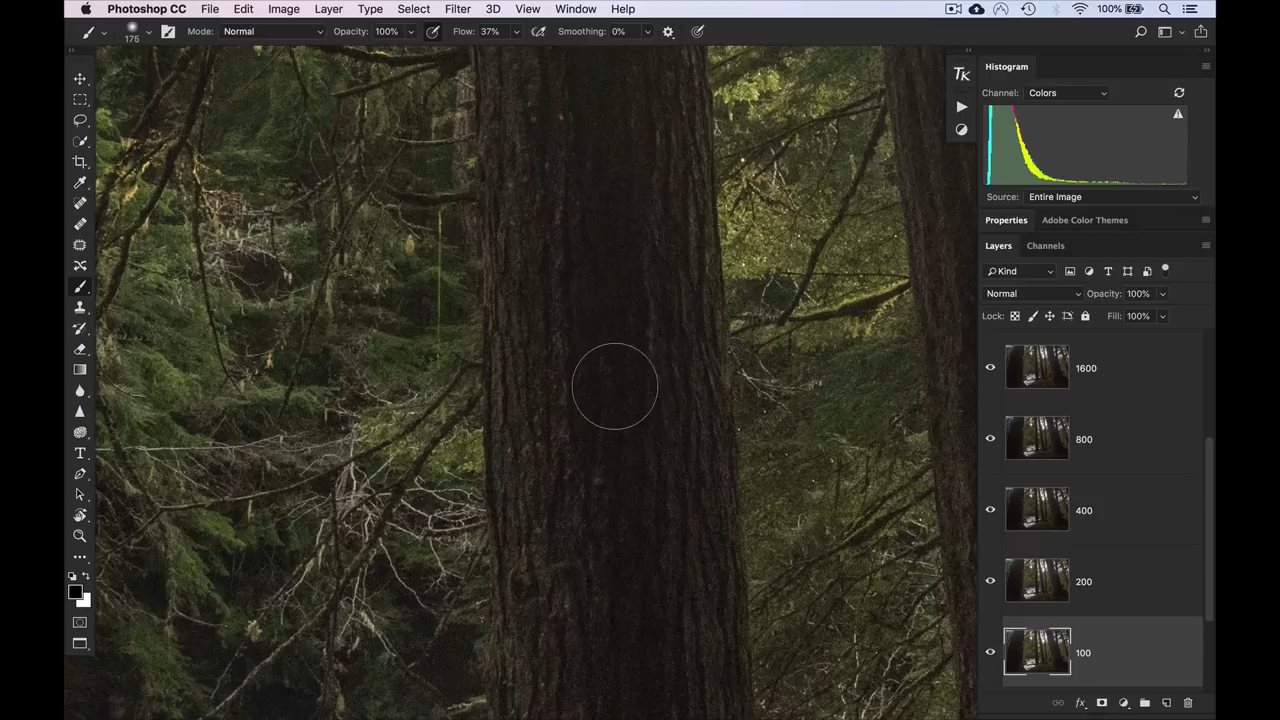 Photoshop CC File Edit Image Layer Type Select Filter 3D View Window Help 100%
175 Mode: Normal Opacity: 100% Flow: 37% Smoothing: 0%
TK
Histogram
Channel: Colors
Source: Entire Image
Properties Adobe Color Themes
Layers Channels
Kind
Normal Opacity: 100%
Lock: Fill: 100%
1600
800
400
200
100